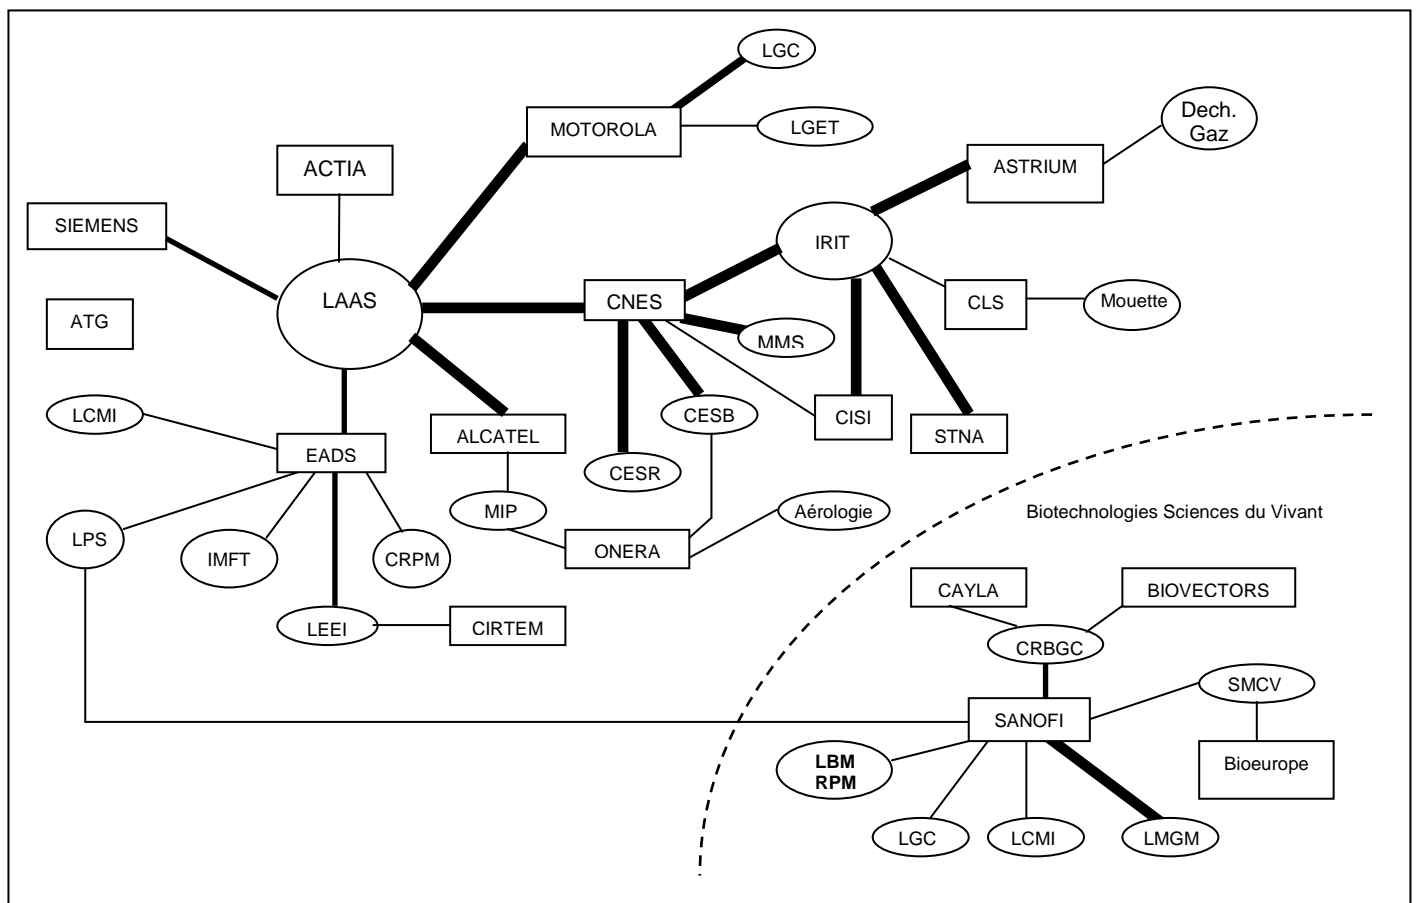 LGC
MOTOROLA
LGET
Dech.
Gaz
ACTIA
ASTRIUM
SIEMENS
IRIT
LAAS
CNES
CLS
Mouette
ATG
MMS
LCMI
ALCATEL
CESB
CISI
STNA
EADS
CESR
MIP
Aérologie
Biotechnologies Sciences du Vivant
LPS
IMFT
CRPM
ONERA
CAYLA
BIOVECTORS
LEEI
CIRTEM
CRBGC
SMCV
SANOFI
LBM
RPM
Bioeurope
LGC
LCMI
LMGM